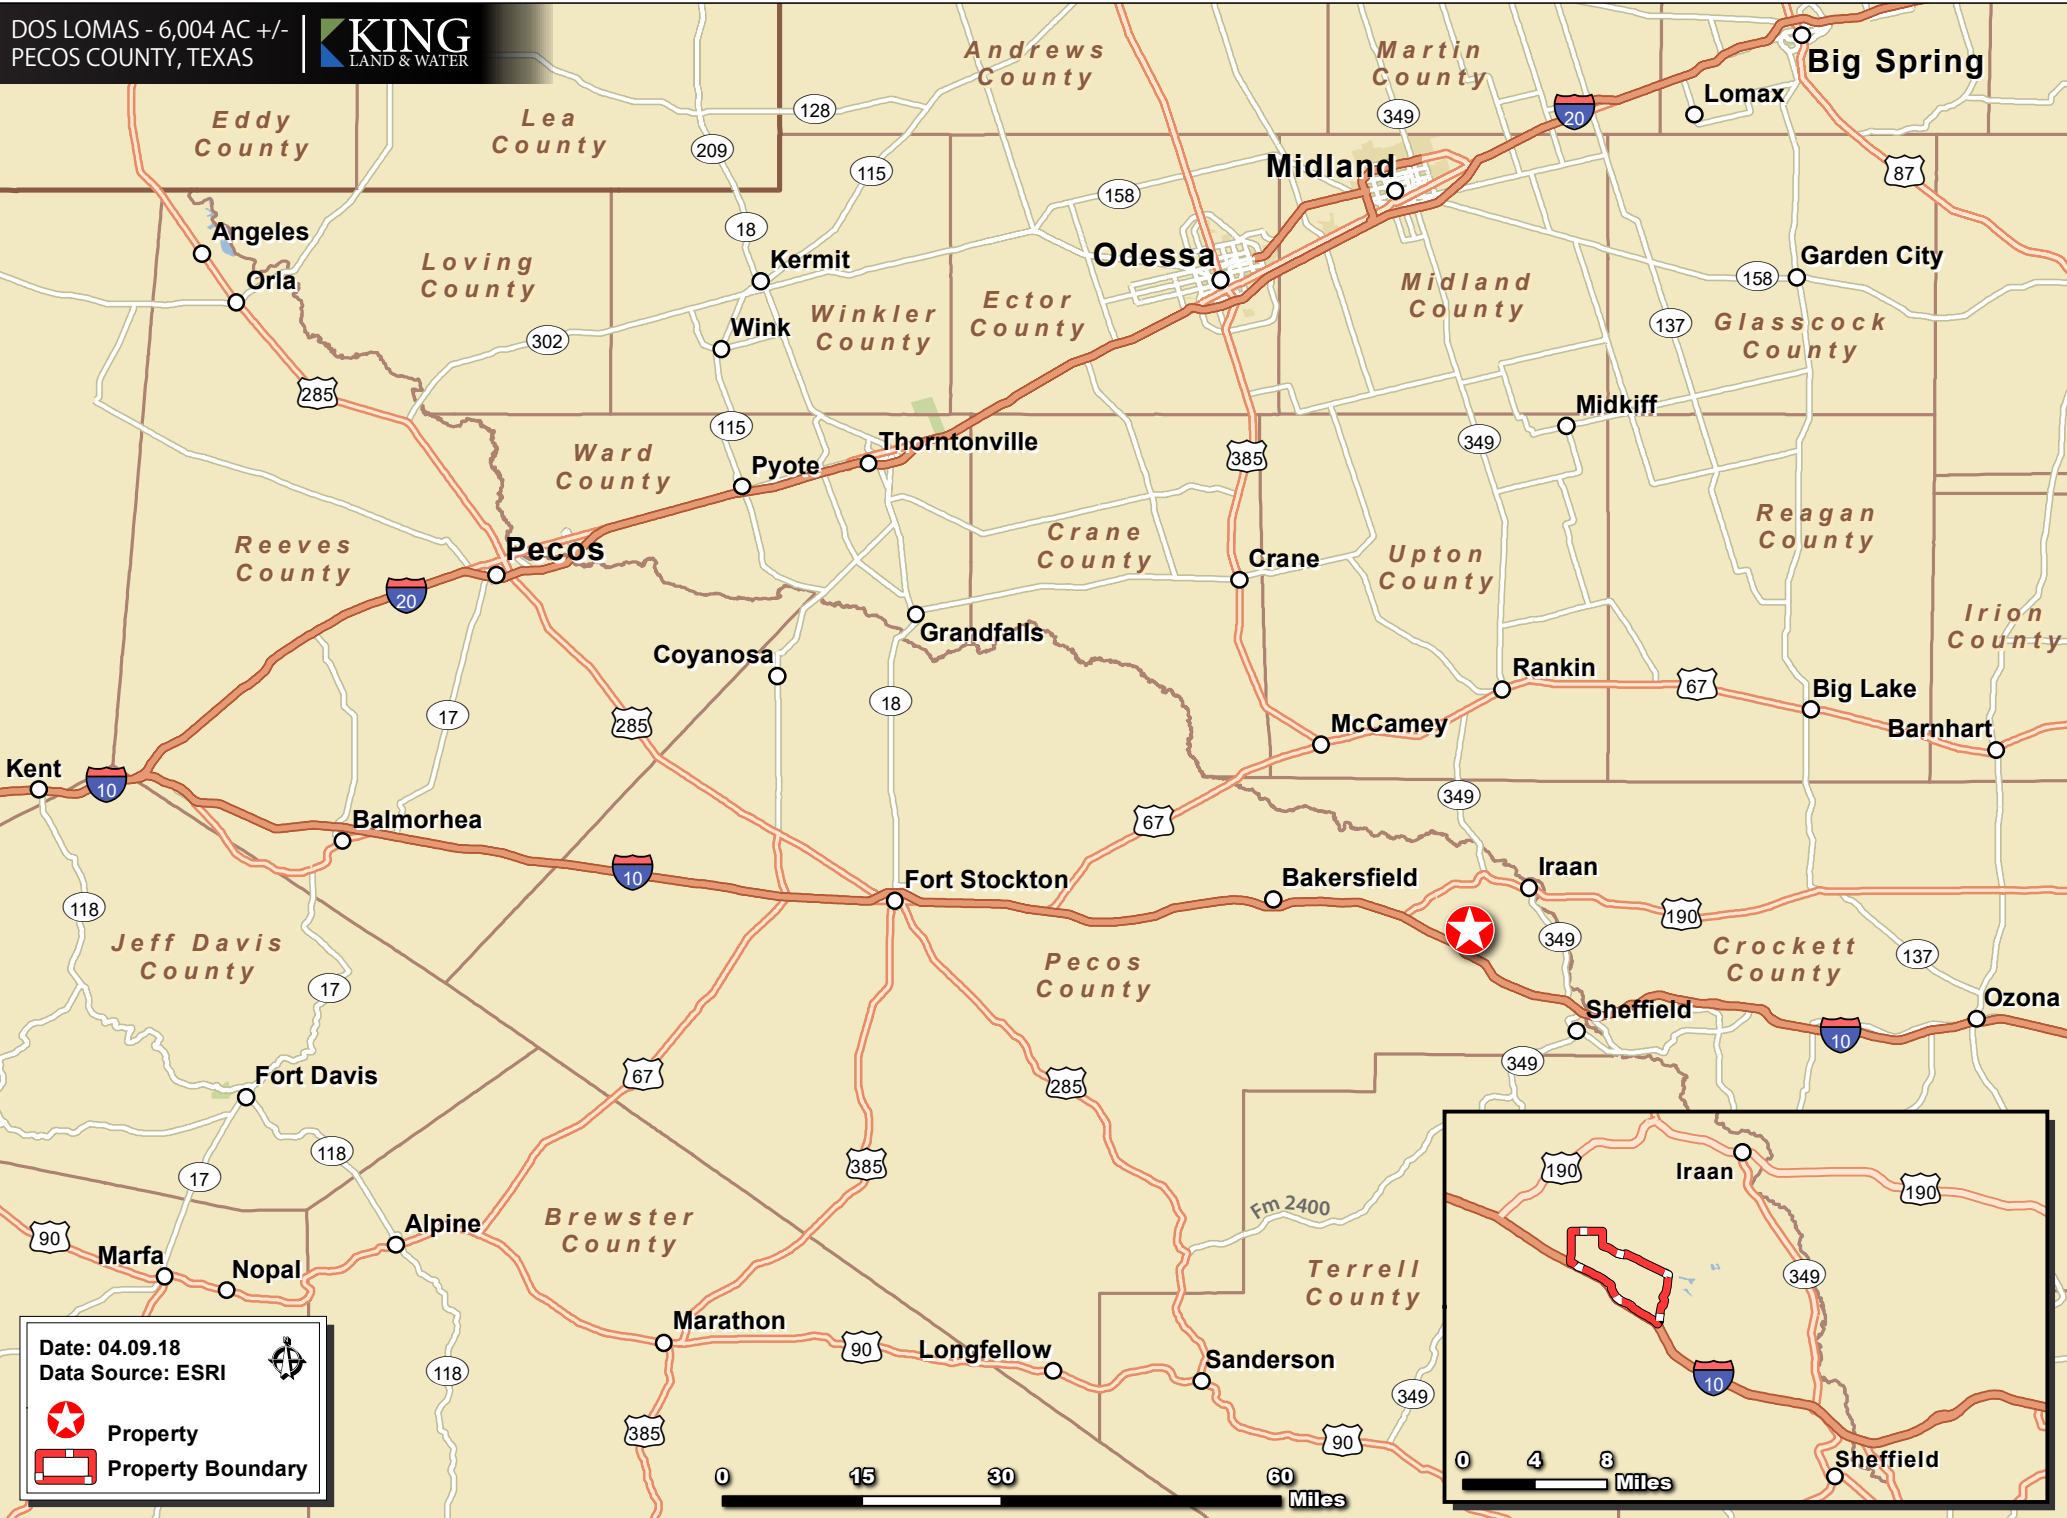 DOS LOMAS - 6,004 AC +/-
PECOS COUNTY, TEXAS
KING
LAND & WATER
Andrews
County
Martin
County
Big Spring
Lomax
20
349
128
Eddy
County
Lea
County
209
115
Midland
87
158
18
Angeles
Orla
Loving
County
Kermit
Odessa
Garden City
158
Midland
County
Winkler
County
Ector
County
Wink
302
137
Glasscock
County
285
Midkiff
115
Thorntonville
349
385
Ward
County
Pyote
Reagan
County
Reeves
County
Pecos
Crane
County
Crane
Upton
County
20
Irion
County
Grandfalls
Coyanosa
Rankin
67
Big Lake
18
17
285
McCamey
Barnhart
Kent
10
349
Balmorhea
67
10
Fort Stockton
Bakersfield
Iraan
118
190
349
Jeff Davis
County
Pecos
County
Crockett
County
137
17
Ozona
Sheffield
10
349
Fort Davis
67
285
118
17
385
Fm 2400
90
Alpine
Brewster
County
Marfa
Nopal
Terrell
County
Marathon
90
Longfellow
Sanderson
118
349
385
90
190
Iraan
190
349
10
Sheffield
0 4 8
Miles
Date: 04.09.18
Data Source: ESRI
Property
Property Boundary
0 15 30 60
Miles